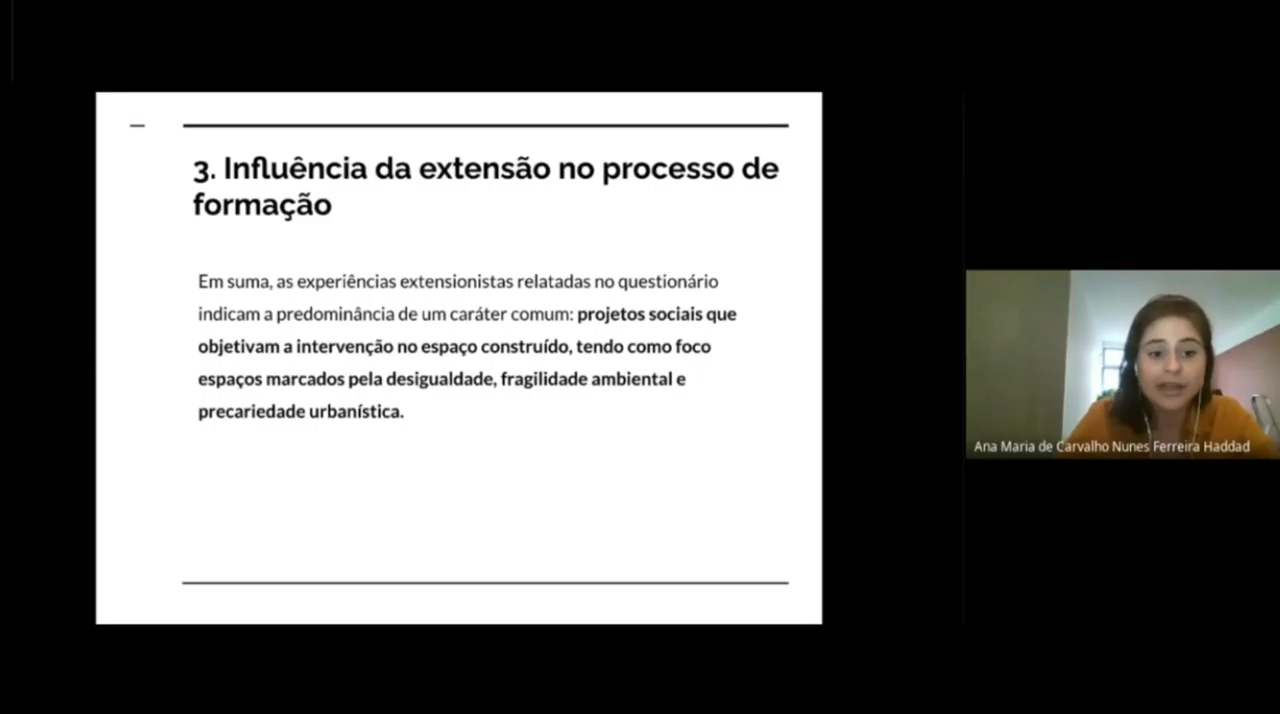 3. Influência da extensão no processo de
formação
Em suma, as experiências extensionistas relatadas no questionário
indicam a predominância de um caráter comum: projetos sociais que
objetivam a intervenção no espaço construído, tendo como foco
espaços marcados pela desigualdade, fragilidade ambiental e
precariedade urbanística.
Ana Maria de Carvalho Nunes Ferreira Haddad